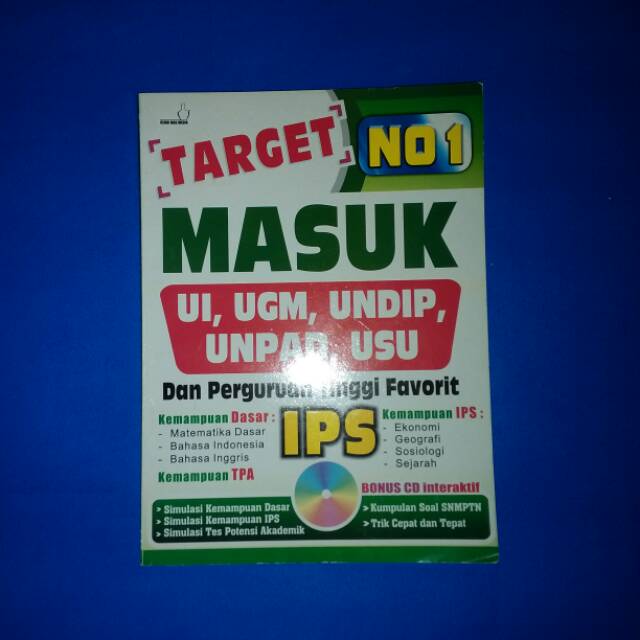 TARGET NO 1
MASUK
UI, UGM, UNDIP,
UNPAD, USU
Dan Perguruan Tinggi Favorit
IPS
Kemampuan Dasar :
- Matematika Dasar
- Bahasa Indonesia
- Bahasa Inggris
Kemampuan TPA
Kemampuan IPS :
- Ekonomi
- Geografi
- Sosiologi
- Sejarah
BONUS CD interaktif
> Simulasi Kemampuan Dasar
> Simulasi Kemampuan IPS
> Simulasi Tes Potensi Akademik
> Kumpulan Soal SNMPTN
> Trik Cepat dan Tepat